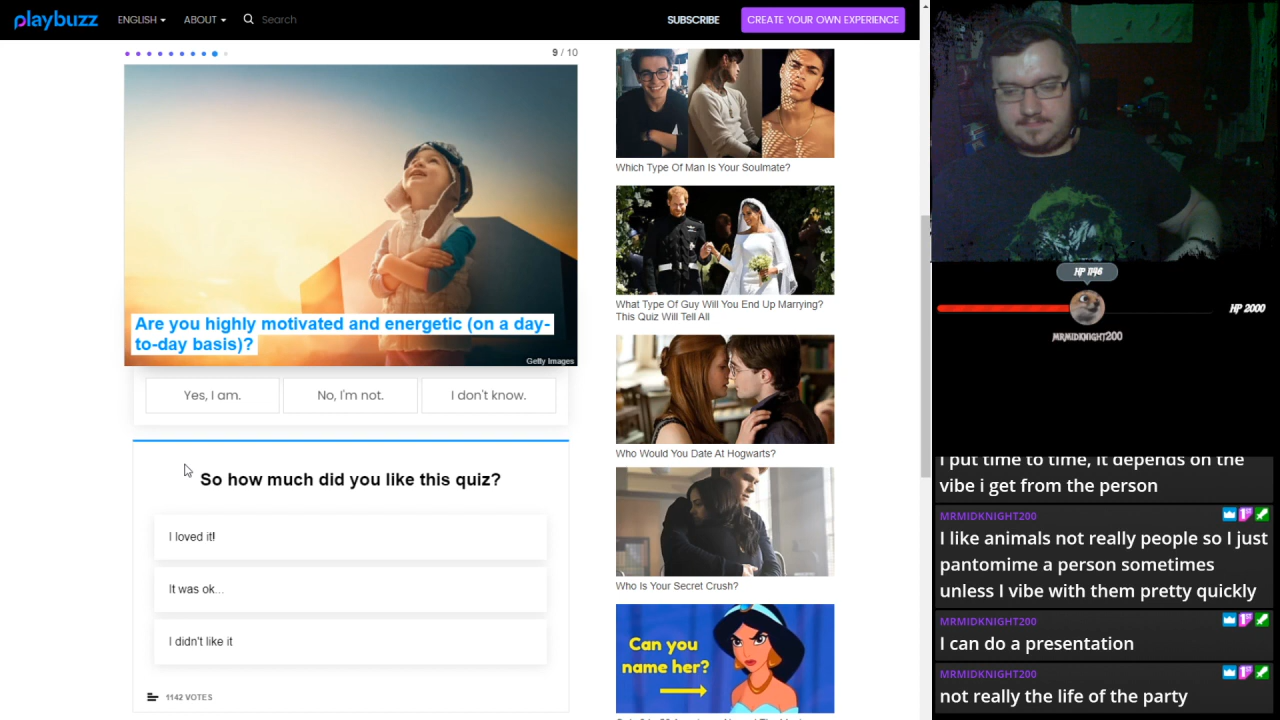 playbuzz
ENGLISH
ABOUT
Search
SUBSCRIBE
CREATE YOUR OWN EXPERIENCE
9 / 10
Are you highly motivated and energetic (on a day-
to-day basis)?
Getty Images
Yes, I am.
No, I'm not.
I don't know.
So how much did you like this quiz?
I loved it!
It was ok...
I didn't like it
1142 VOTES
Which Type Of Man Is Your Soulmate?
What Type Of Guy Will You End Up Marrying?
This Quiz Will Tell All
Who Would You Date At Hogwarts?
Who Is Your Secret Crush?
Can you
name her?
HP 1146
HP 2000
MRMIDKNIGHT200
I put time to time, it depends on the
vibe i get from the person
MRMIDKNIGHT200
I like animals not really people so I just
pantomime a person sometimes
unless I vibe with them pretty quickly
MRMIDKNIGHT200
I can do a presentation
MRMIDKNIGHT200
not really the life of the party